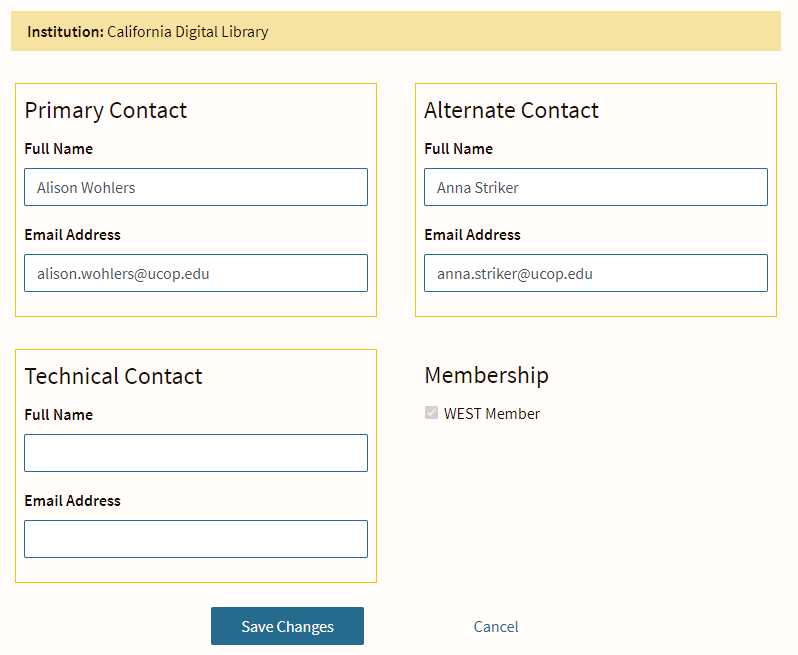 Institution: California Digital Library
Primary Contact
Full Name
Alison Wohlers
Email Address
alison.wohlers@ucop.edu
Alternate Contact
Full Name
Anna Striker
Email Address
anna.striker@ucop.edu
Technical Contact
Full Name
Email Address
Membership
WEST Member
Save Changes
Cancel